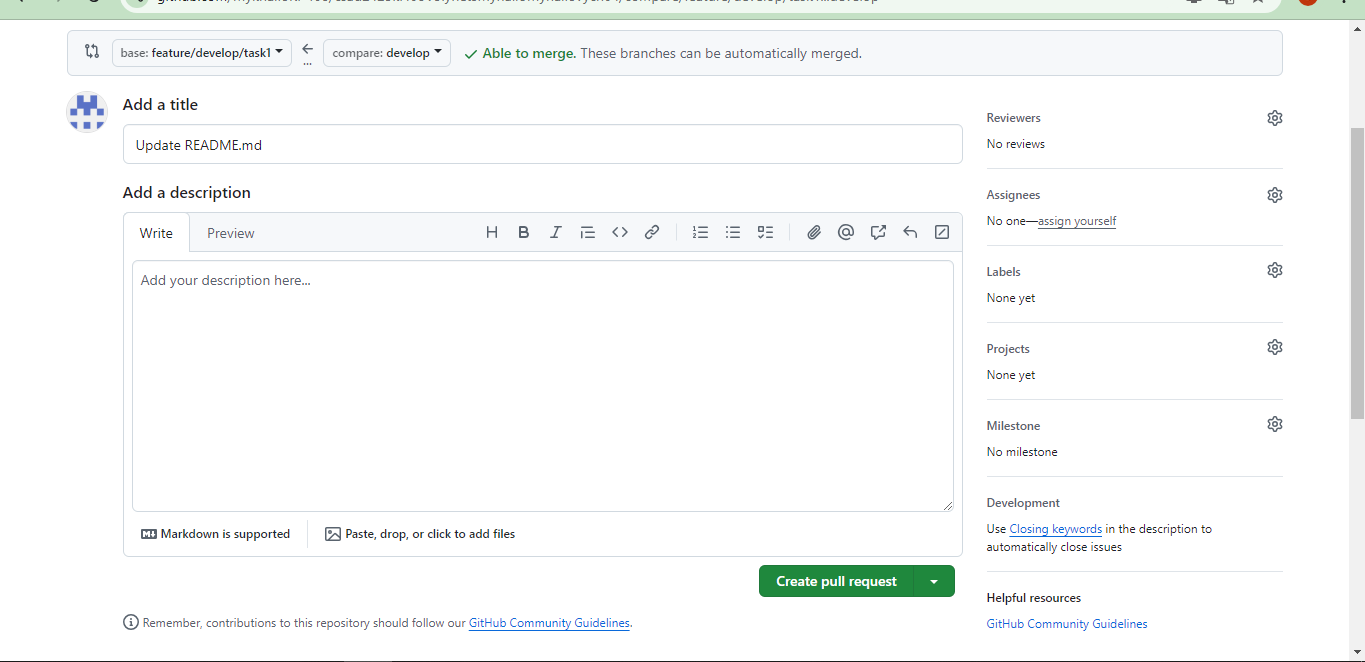 base: feature/develop/task1
...
compare: develop
Able to merge. These branches can be automatically merged.
Add a title
Update README.md
Add a description
Write
Preview
Add your description here...
Markdown is supported
Paste, drop, or click to add files
Create pull request
Remember, contributions to this repository should follow our GitHub Community Guidelines.
Reviewers
No reviews
Assignees
No one—assign yourself
Labels
None yet
Projects
None yet
Milestone
No milestone
Development
Use Closing keywords in the description to
automatically close issues
Helpful resources
GitHub Community Guidelines